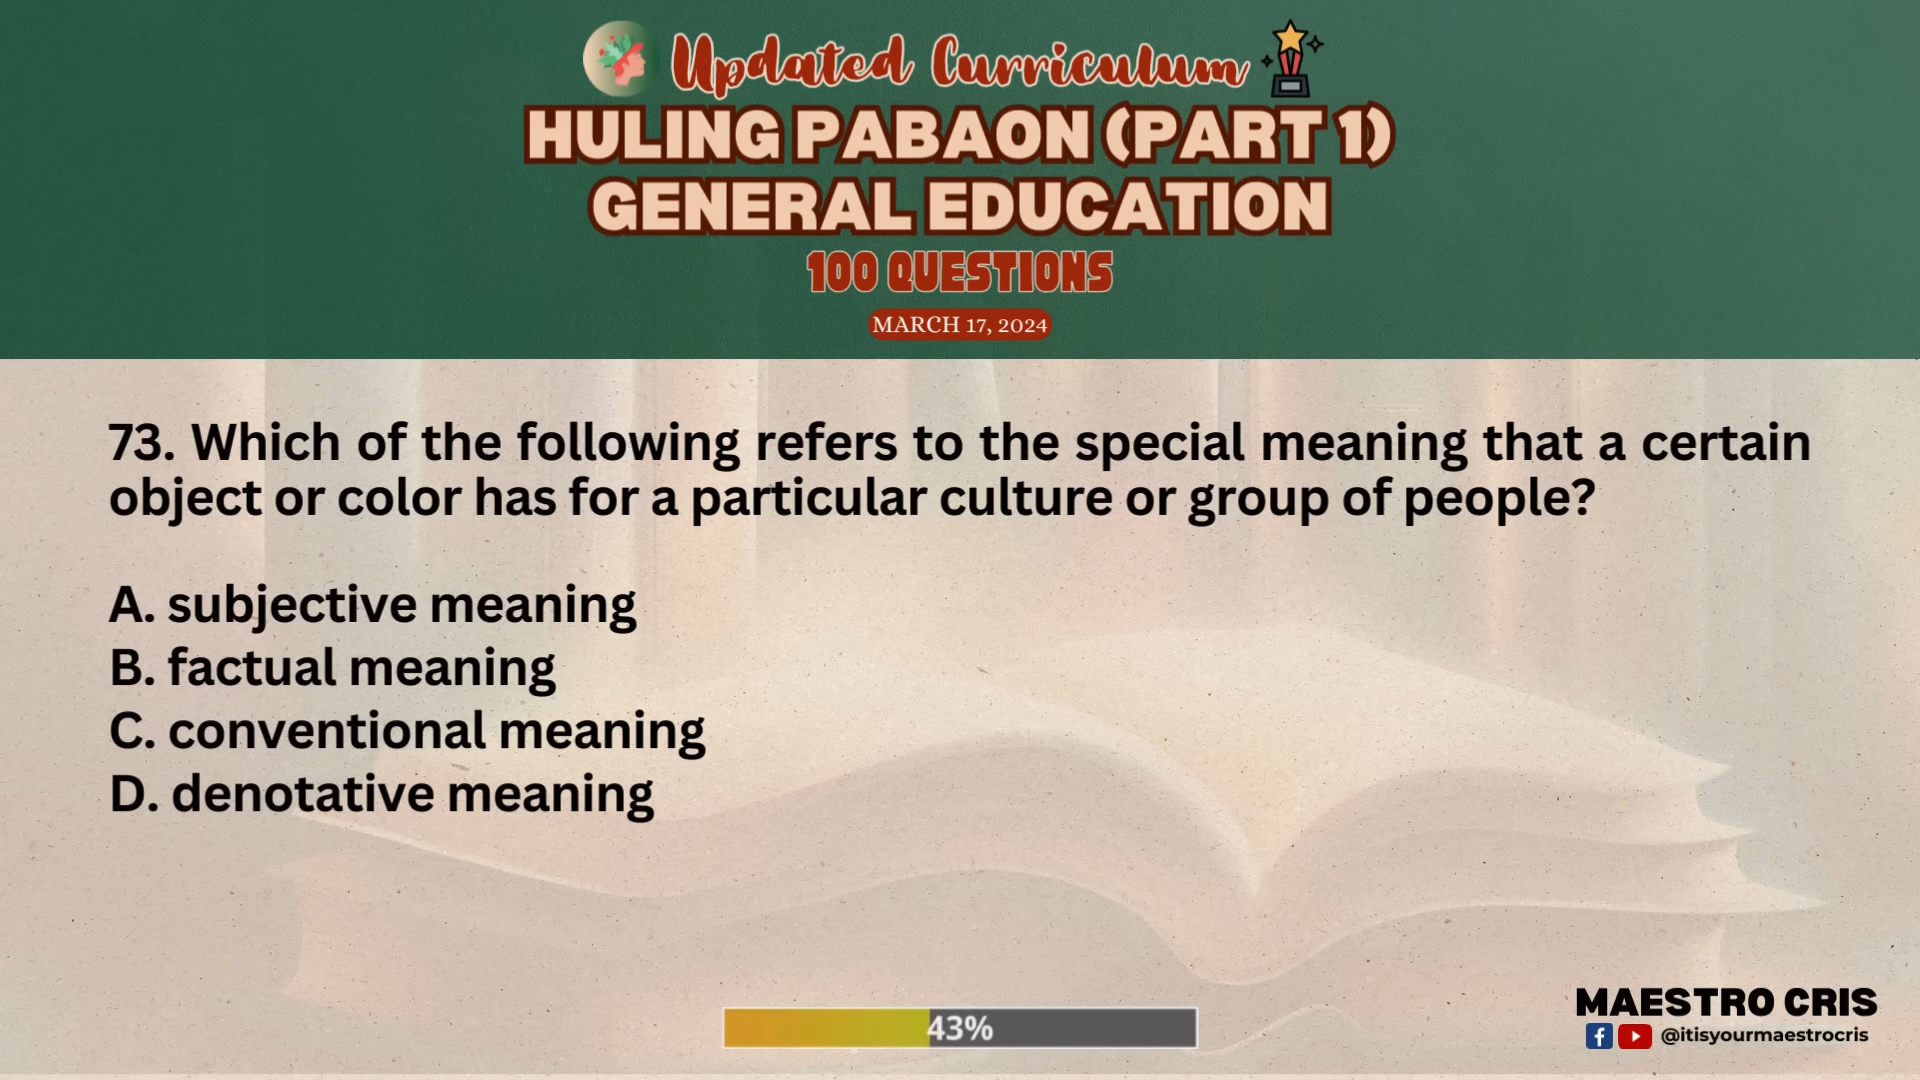 Updated Curriculum
HULING PABAON (PART 1)
GENERAL EDUCATION
100 QUESTIONS
MARCH 17, 2024
73. Which of the following refers to the special meaning that a certain
object or color has for a particular culture or group of people?
A. subjective meaning
B. factual meaning
C. conventional meaning
D. denotative meaning
43%
MAESTRO CRIS
@itisyourmaestrocris